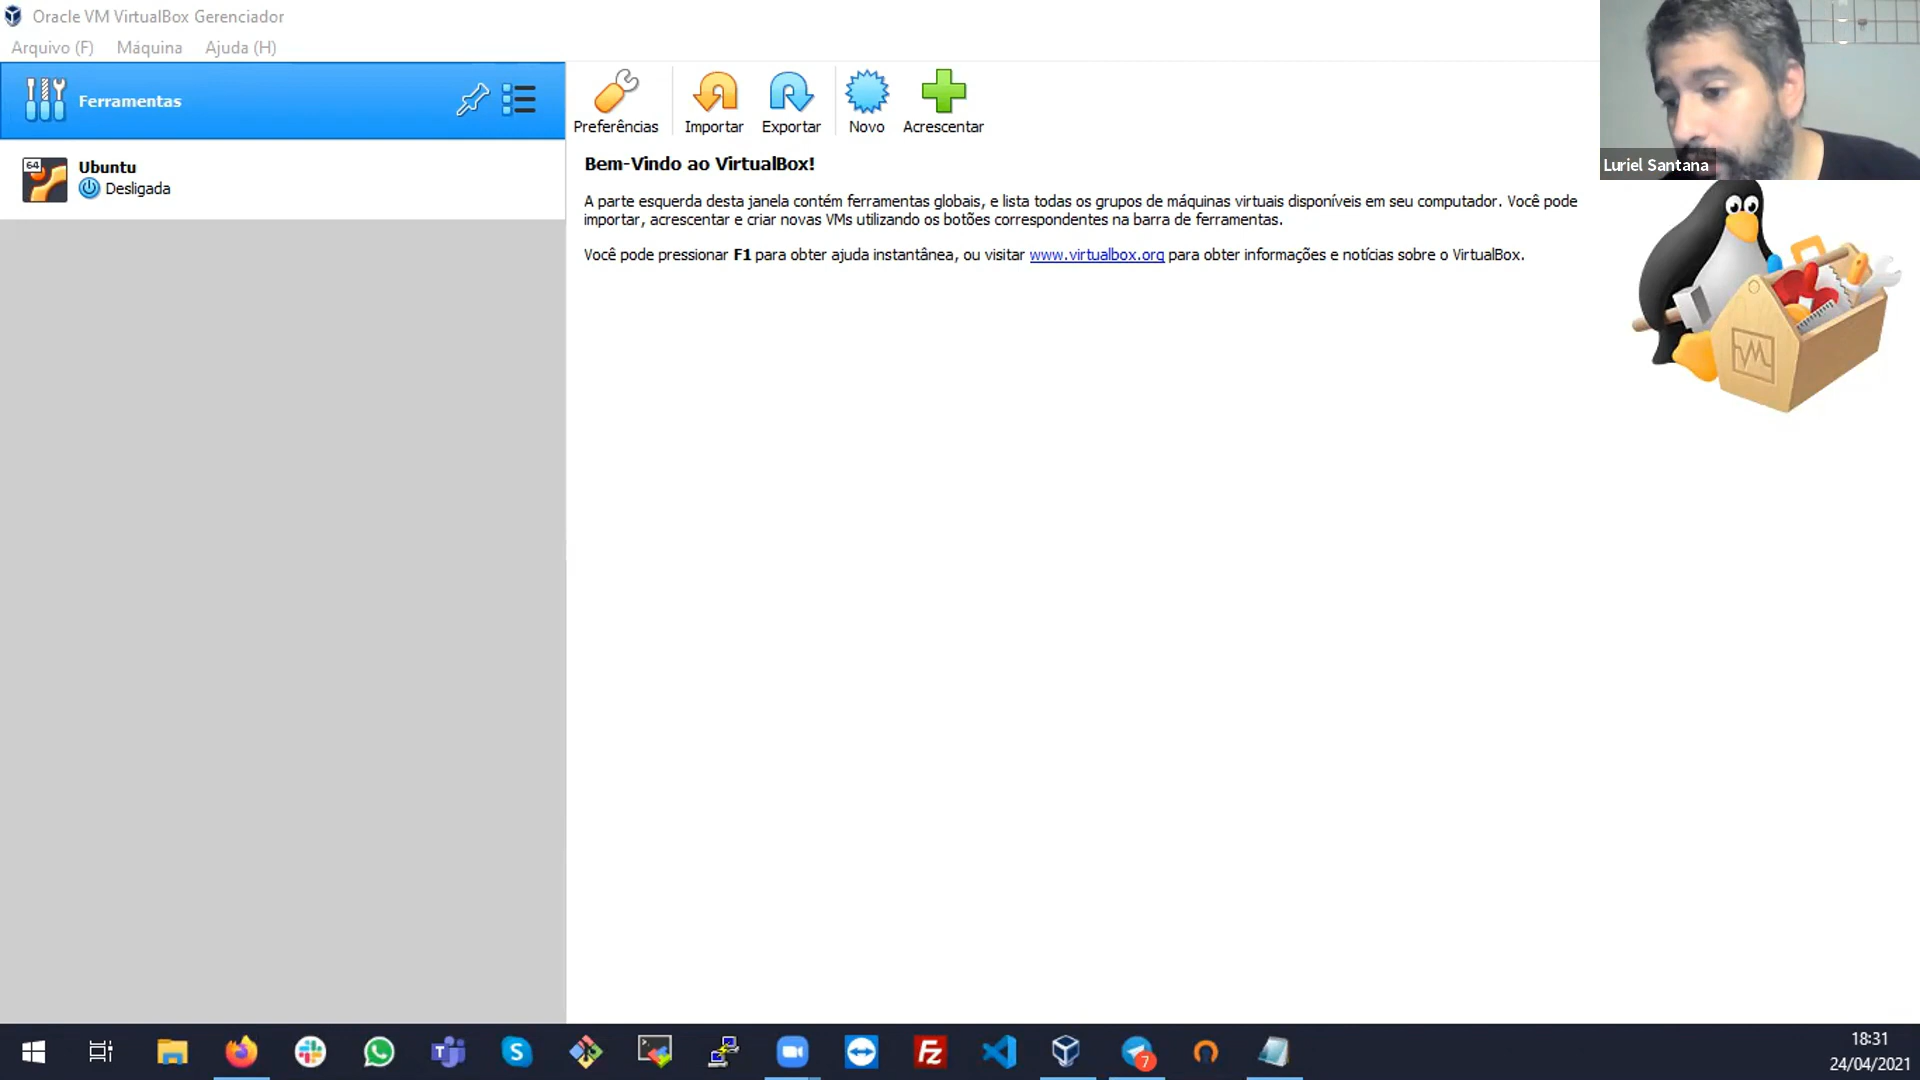 Oracle VM VirtualBox Gerenciador
Arquivo (F) Máquina Ajuda (H)
Ferramentas
Preferências Importar Exportar Novo Acrescentar
64
Ubuntu
Desligada
Bem-Vindo ao VirtualBox!
A parte esquerda desta janela contém ferramentas globais, e lista todas os grupos de máquinas virtuais disponíveis em seu computador. Você pode
importar, acrescentar e criar novas VMs utilizando os botões correspondentes na barra de ferramentas.
Você pode pressionar F1 para obter ajuda instantânea, ou visitar www.virtualbox.org para obter informações e notícias sobre o VirtualBox.
Luriel Santana
7
18:31
24/04/2021